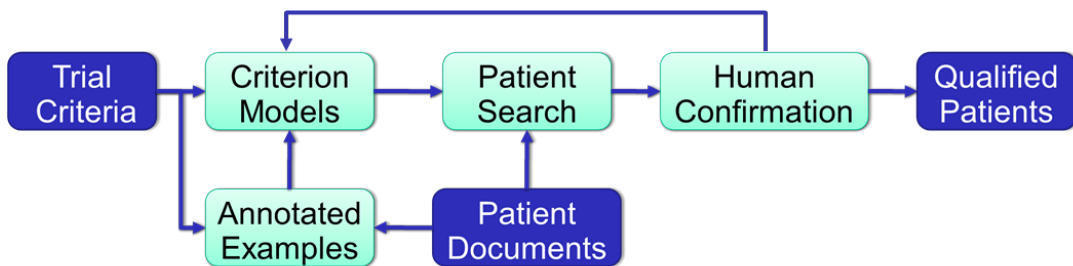 Trial
Criteria
Criterion
Models
Patient
Search
Human
Confirmation
Qualified
Patients
Annotated
Examples
Patient
Documents